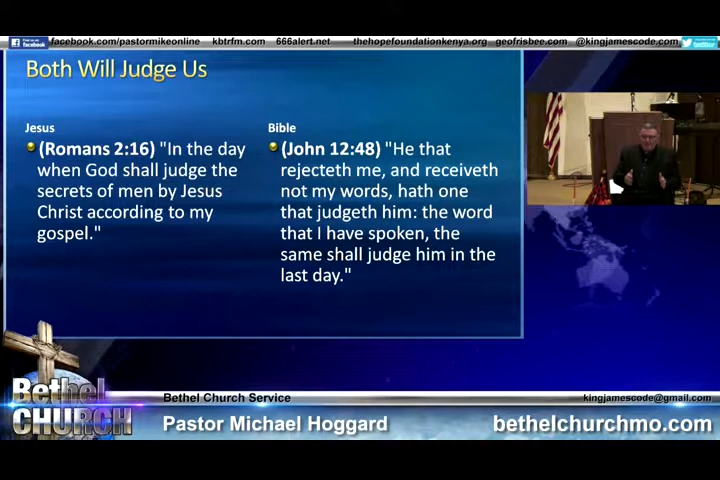 facebook.com/pastormikeonline kbtrfm.com 666alert.net thehopefoundationkenya.org geofrisbee.com @kingjamescode.com
Both Will Judge Us
Jesus
(Romans 2:16) "In the day
when God shall judge the
secrets of men by Jesus
Christ according to my
gospel."
Bible
(John 12:48) "He that
rejecteth me, and receiveth
not my words, hath one
that judgeth him: the word
that I have spoken, the
same shall judge him in the
last day."
Bethel
CHURCH
Bethel Church Service
kingjamescode@gmail.com
Pastor Michael Hoggard
bethelchurchmo.com